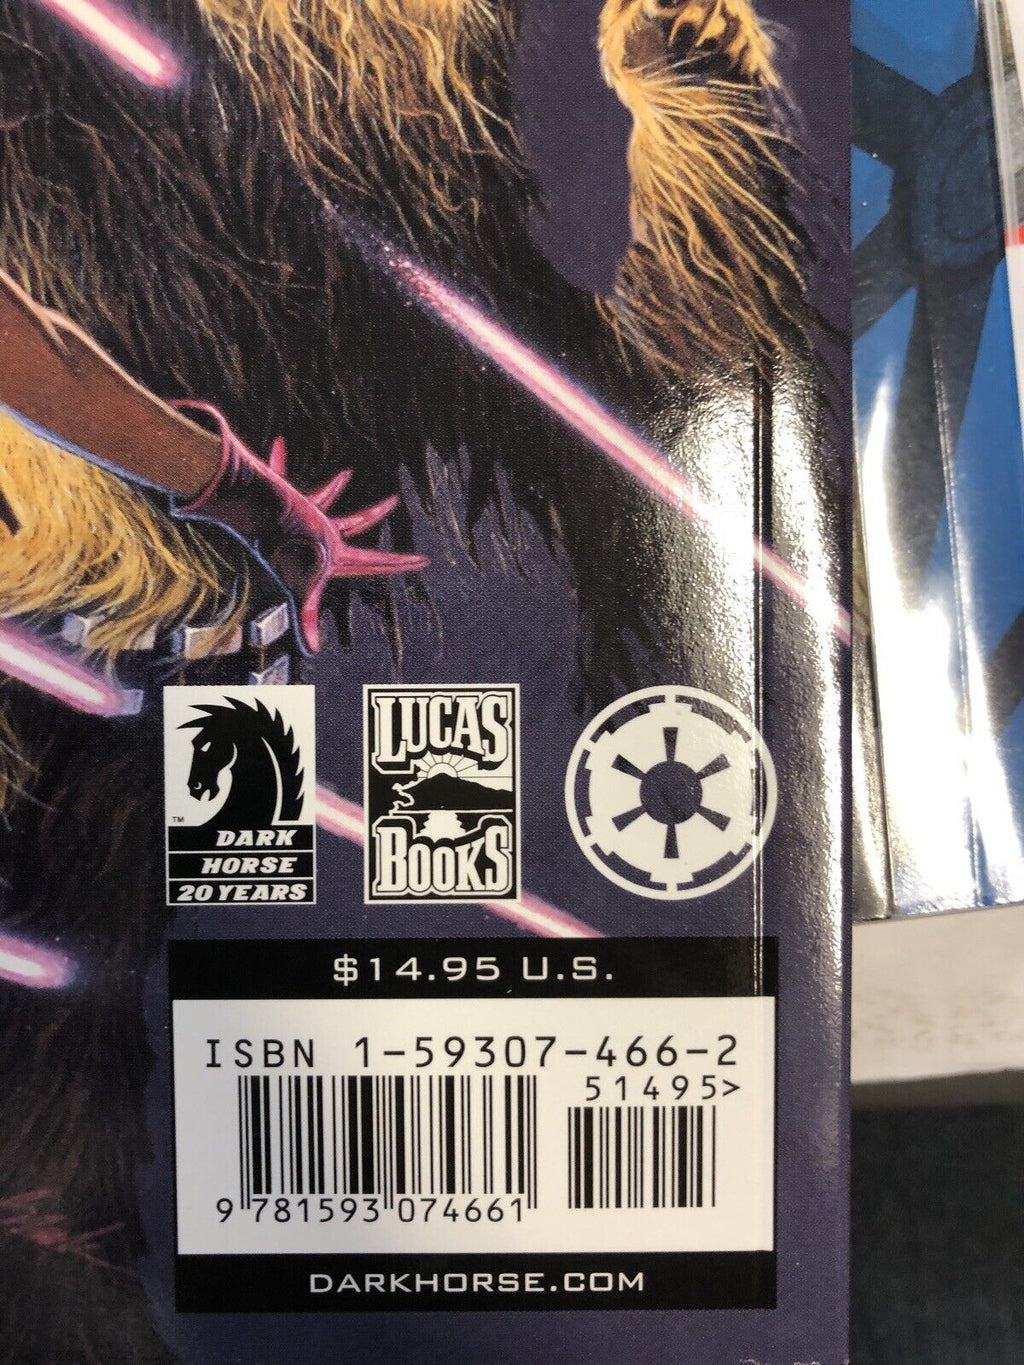 TM
DARK
HORSE
20 YEARS
LUCAS
BOOKS
$14.95 U.S.
ISBN 1-59307-466-2
51495>
9 781593 074661
DARKHORSE.COM